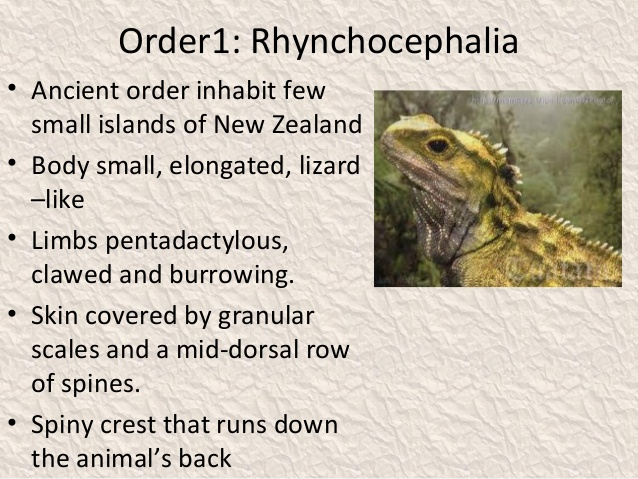 Order1: Rhynchocephalia
• Ancient order inhabit few
small islands of New Zealand
• Body small, elongated, lizard
–like
• Limbs pentadactylous,
clawed and burrowing.
• Skin covered by granular
scales and a mid-dorsal row
of spines.
• Spiny crest that runs down
the animal’s back